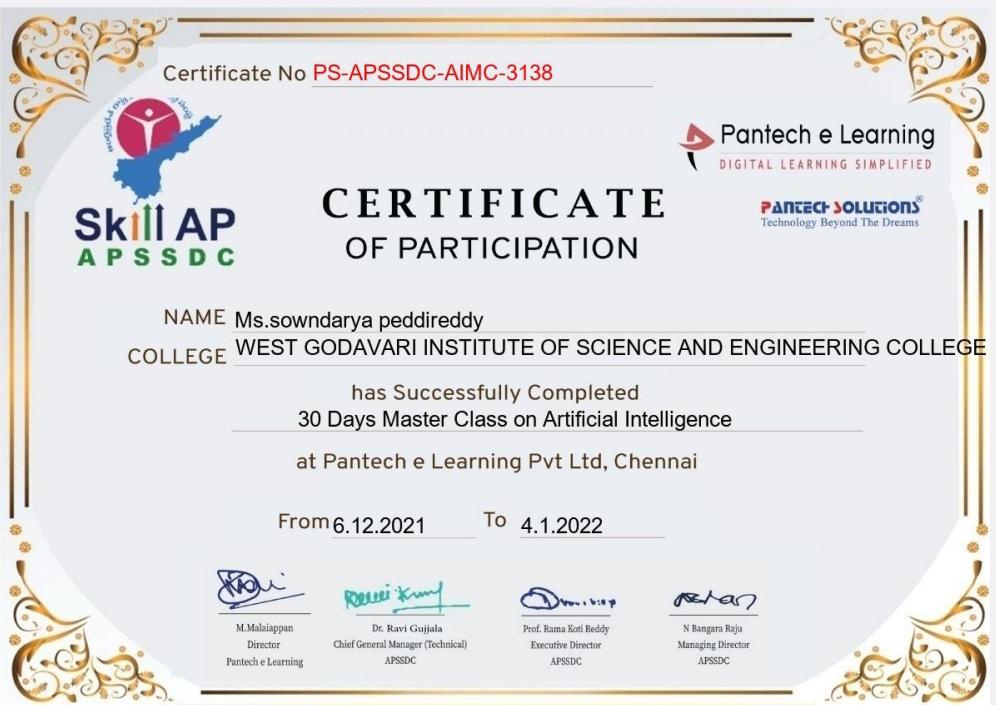 Certificate No PS-APSSDC-AIMC-3138
Skill AP
APSSDC
Pantech e Learning
DIGITAL LEARNING SIMPLIFIED
PANTECH SOLUTIONS®
Technology Beyond The Dreams
CERTIFICATE
OF PARTICIPATION
NAME Ms.sowndarya peddireddy
COLLEGE WEST GODAVARI INSTITUTE OF SCIENCE AND ENGINEERING COLLEGE
has Successfully Completed
30 Days Master Class on Artificial Intelligence
at Pantech e Learning Pvt Ltd, Chennai
From 6.12.2021 To 4.1.2022
M.Malaiappan
Director
Pantech e Learning
Dr. Ravi Gujjala
Chief General Manager (Technical)
APSSDC
Prof. Rama Koti Reddy
Executive Director
APSSDC
N Bangara Raju
Managing Director
APSSDC